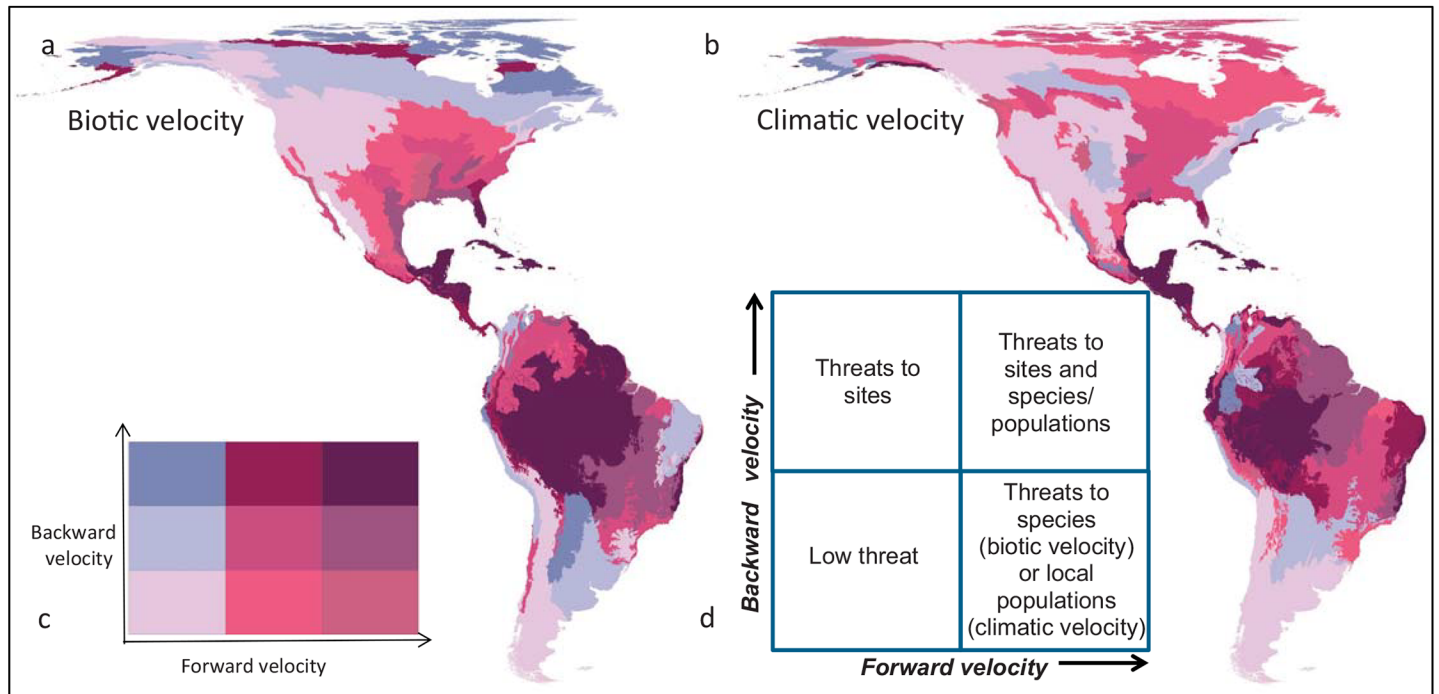 a
Biotic velocity
b
Climatic velocity
Backward
velocity
c
Forward velocity
Backward velocity
Threats to
sites
Threats to
sites and
species/
populations
Low threat
Threats to
species
(biotic velocity)
or local
populations
(climatic velocity)
d
Forward velocity